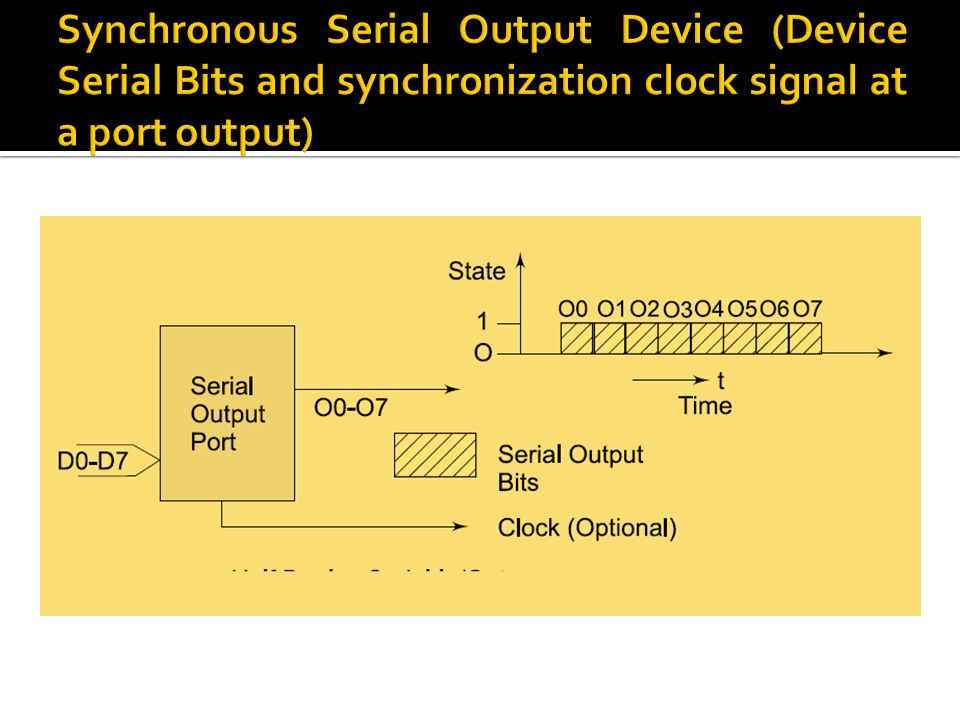 Synchronous Serial Output Device (Device
Serial Bits and synchronization clock signal at
a port output)
State
O0 O1 O2 O3 O4 O5 O6 O7
1
O
t
Time
Serial
Output
Port
O0-O7
D0-D7
Serial Output
Bits
Clock (Optional)